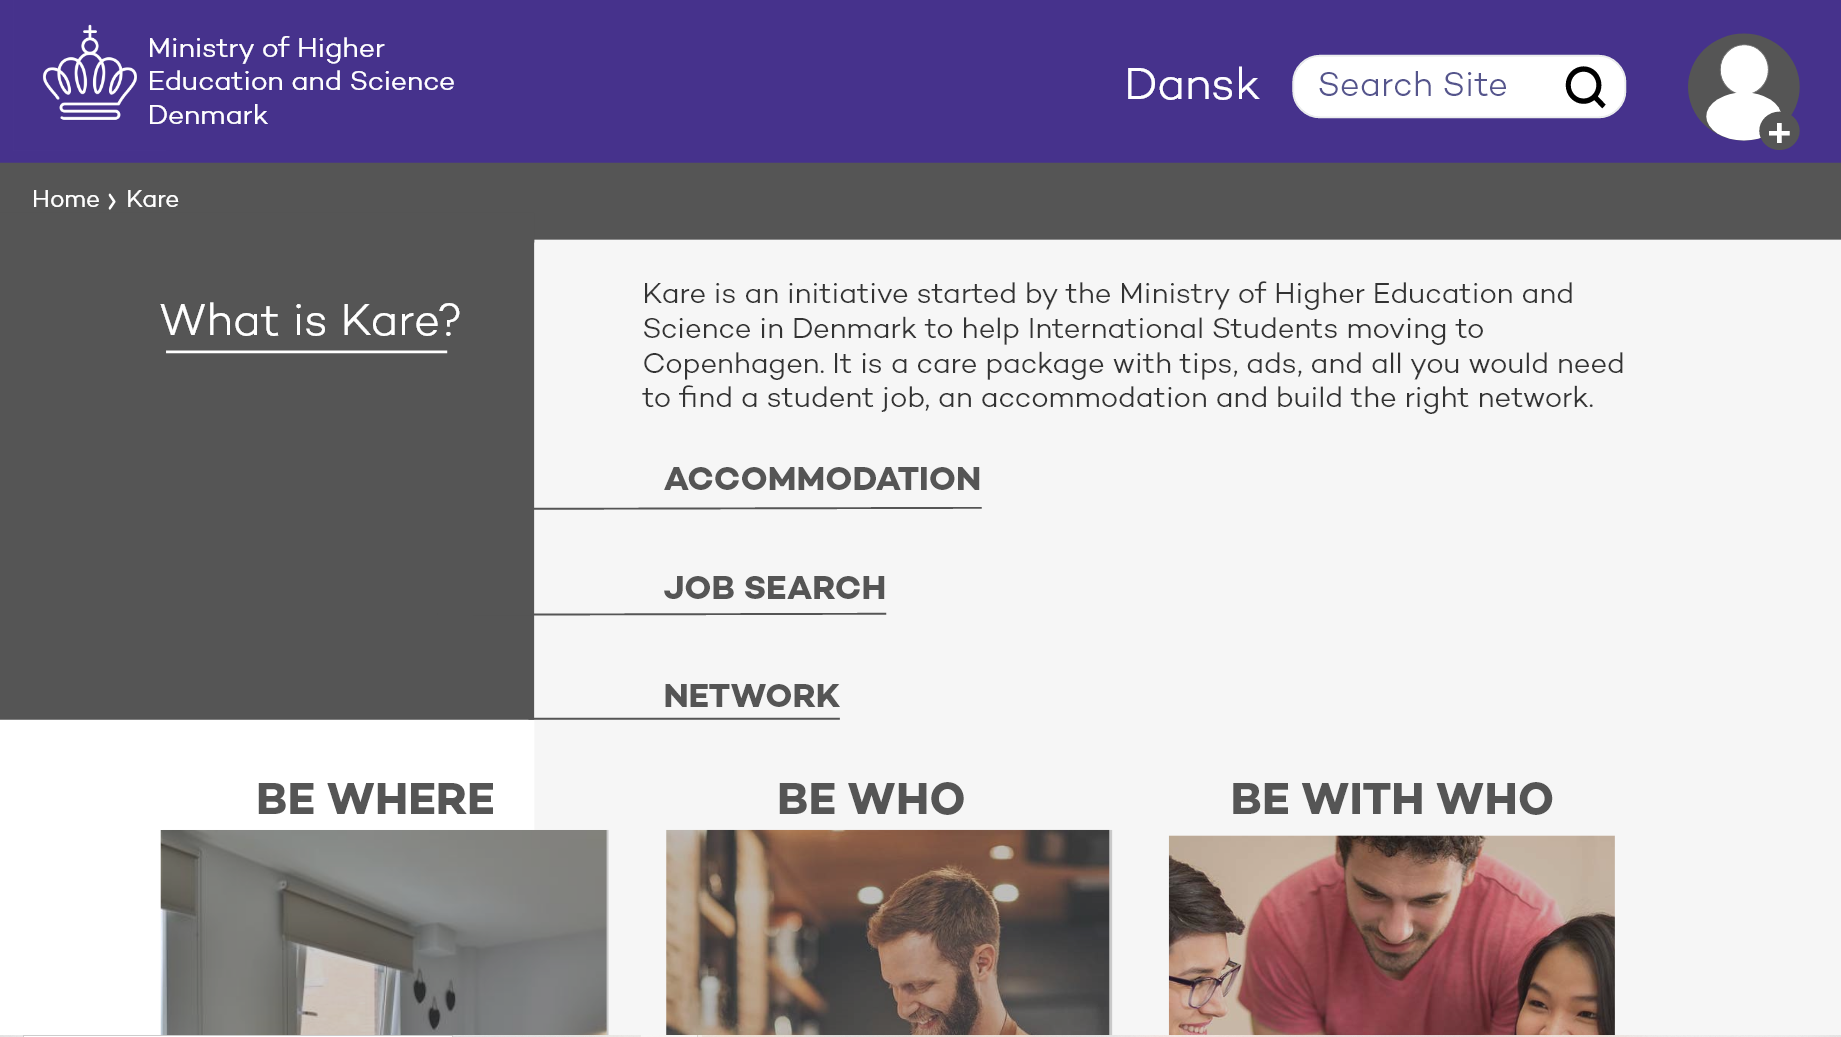 Ministry of Higher
Education and Science
Denmark
Dansk
Search Site
Home › Kare
What is Kare?
Kare is an initiative started by the Ministry of Higher Education and
Science in Denmark to help International Students moving to
Copenhagen. It is a care package with tips, ads, and all you would need
to find a student job, an accommodation and build the right network.
ACCOMMODATION
JOB SEARCH
NETWORK
BE WHERE
BE WHO
BE WITH WHO